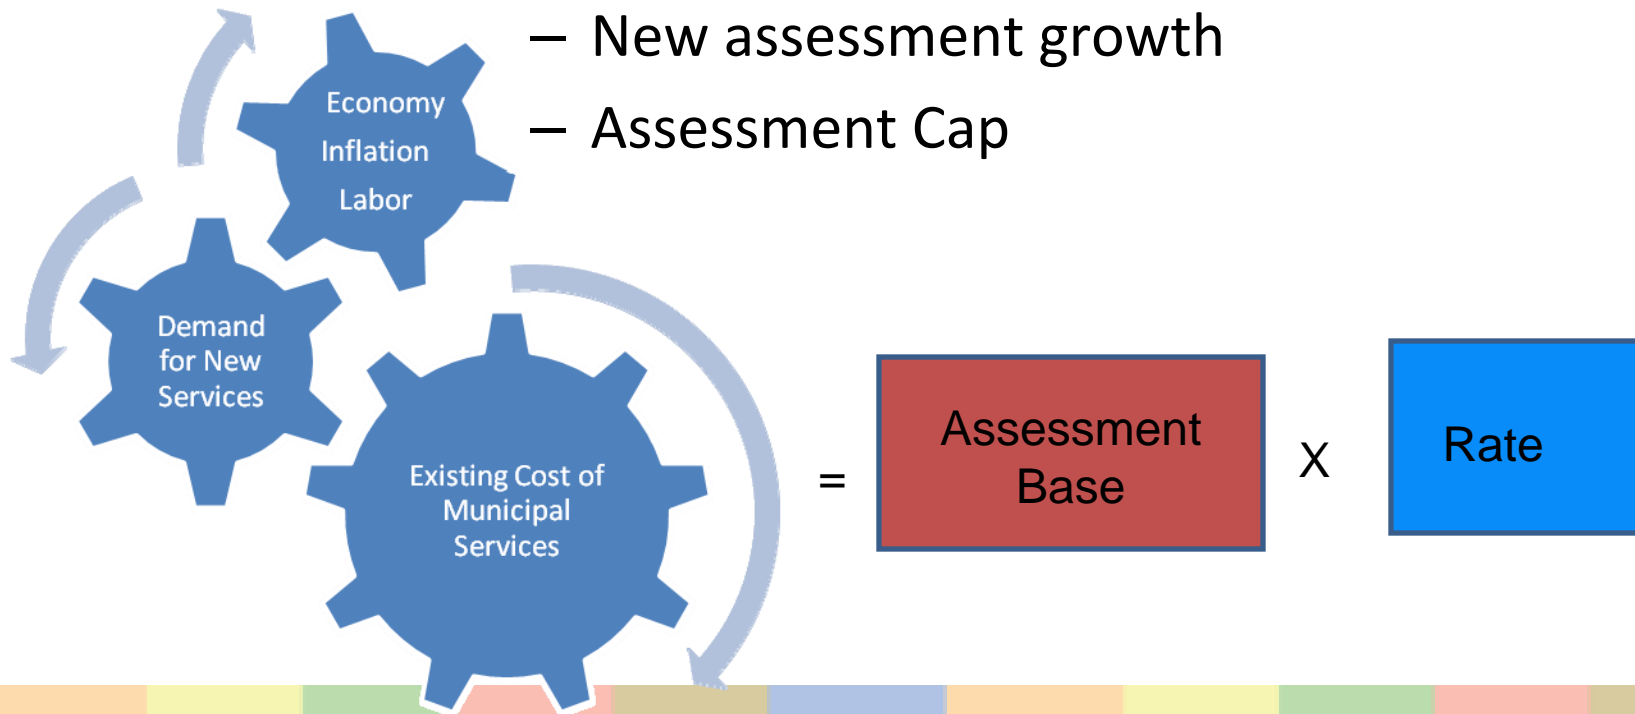 – New assessment growth
– Assessment Cap
Economy
Inflation
Labor
Demand
for New
Services
Existing Cost of
Municipal
Services
=
Assessment
Base
X
Rate